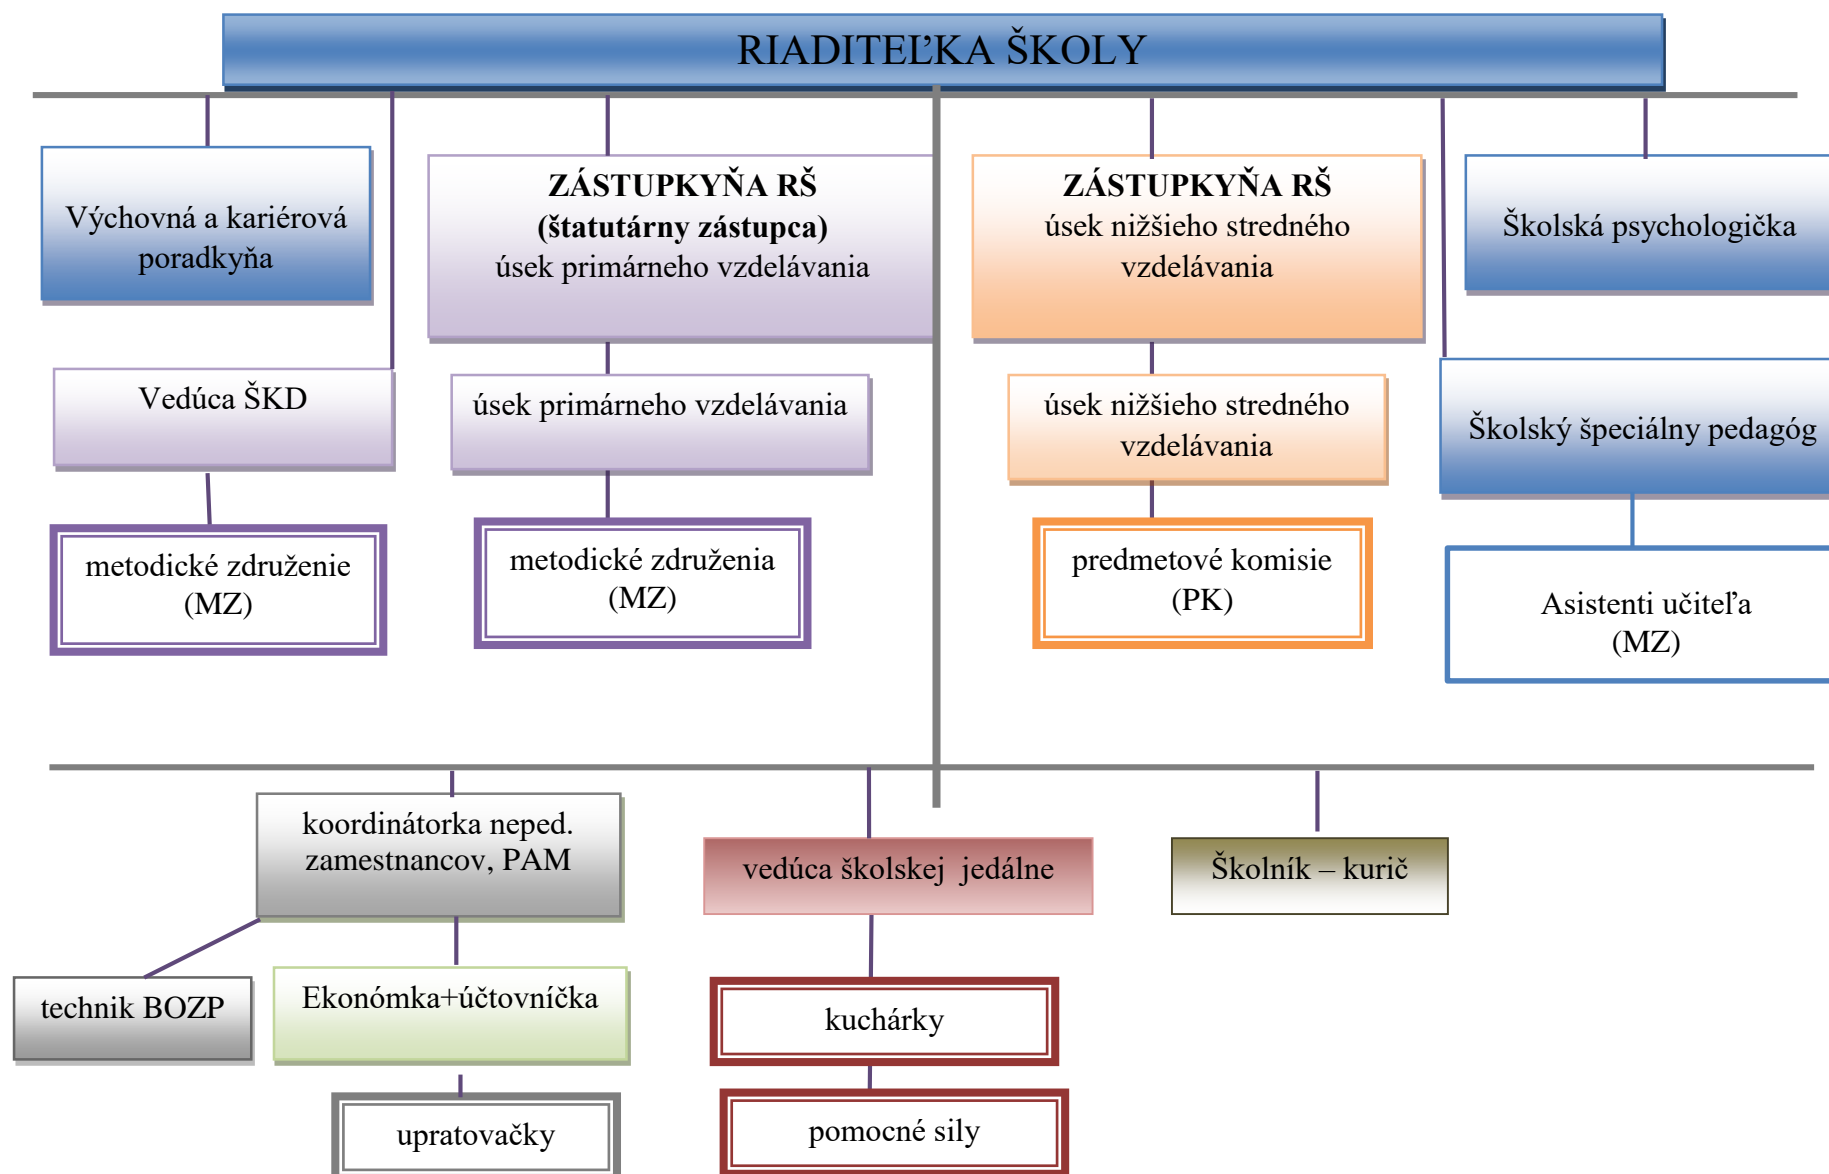 RIADITEĽKA ŠKOLY
Výchovná a kariérová
poradkyňa
ZÁSTUPKYŇA RŠ
(štatutárny zástupca)
úsek primárneho vzdelávania
ZÁSTUPKYŇA RŠ
úsek nižšieho stredného
vzdelávania
Školská psychologička
Vedúca ŠKD
úsek primárneho vzdelávania
úsek nižšieho stredného
vzdelávania
Školský špeciálny pedagóg
metodické združenie
(MZ)
metodické združenia
(MZ)
predmetové komisie
(PK)
Asistenti učiteľa
(MZ)
koordinátorka neped.
zamestnancov, PAM
vedúca školskej  jedálne
Školník – kurič
technik BOZP
Ekonómka+účtovníčka
kuchárky
upratovačky
pomocné sily